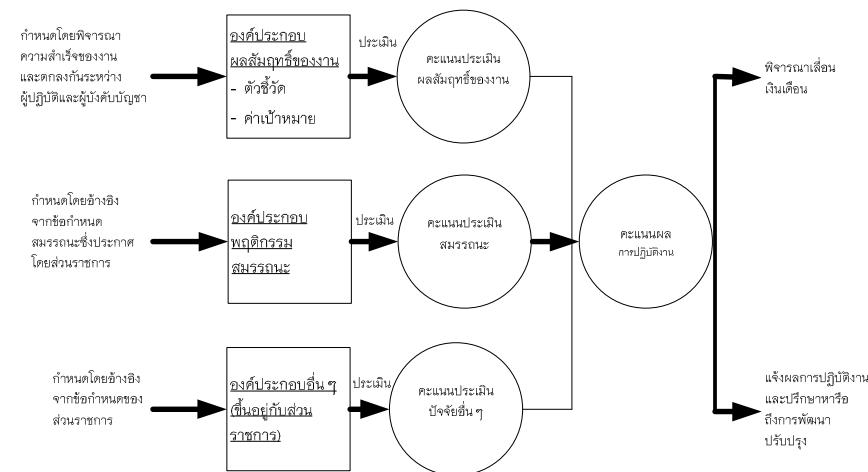 กำหนดโดยพิจารณา
ความสำเร็จของงาน
และตกลงกันระหว่าง
ผู้ปฏิบัติและผู้บังคับบัญชา
องค์ประกอบ
ผลสัมฤทธิ์ของงาน
- ตัวชี้วัด
- ค่าเป้าหมาย
ประเมิน
คะแนนประเมิน
ผลสัมฤทธิ์ของงาน
กำหนดโดยอ้างอิง
จากข้อกำหนด
สมรรถนะซึ่งประกาศ
โดยส่วนราชการ
องค์ประกอบ
พฤติกรรม
สมรรถนะ
ประเมิน
คะแนนประเมิน
สมรรถนะ
กำหนดโดยอ้างอิง
จากข้อกำหนดของ
ส่วนราชการ
องค์ประกอบอื่น ๆ
(ขึ้นอยู่กับส่วน
ราชการ)
ประเมิน
คะแนนประเมิน
ปัจจัยอื่น ๆ
คะแนนผล
การปฏิบัติงาน
พิจารณาเลื่อน
เงินเดือน
แจ้งผลการปฏิบัติงาน
และปรึกษาหารือ
ถึงการพัฒนา
ปรับปรุง